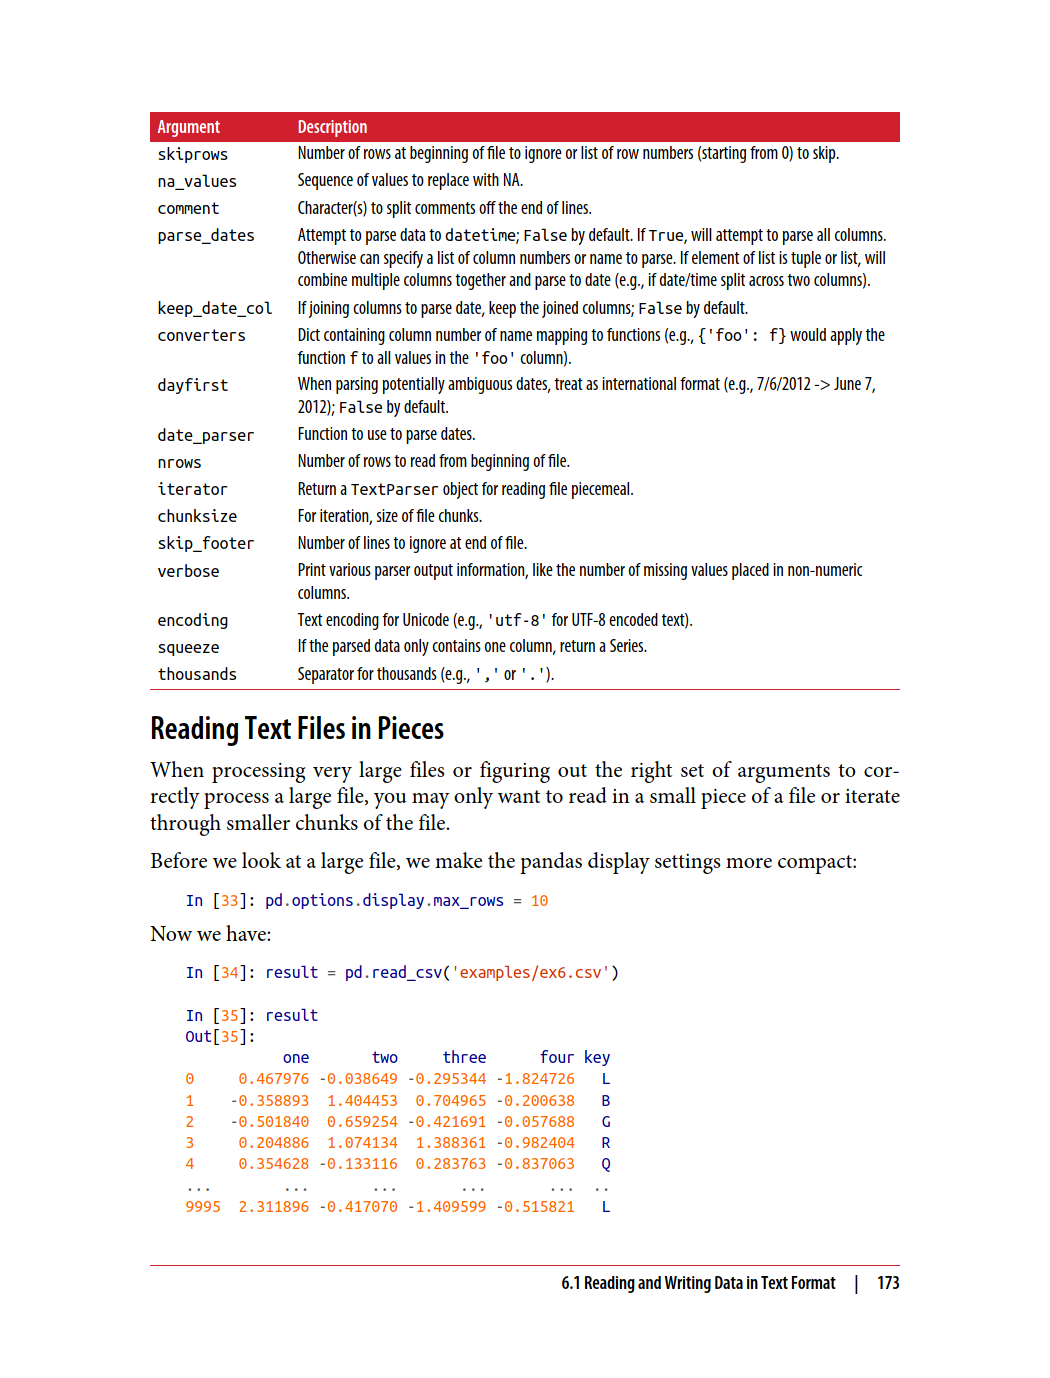 Argument Description
skiprows Number of rows at beginning of file to ignore or list of row numbers (starting from 0) to skip.
na_values Sequence of values to replace with NA.
comment Character(s) to split comments off the end of lines.
parse_dates Attempt to parse data to datetime; False by default. If True, will attempt to parse all columns.
Otherwise can specify a list of column numbers or name to parse. If element of list is tuple or list, will
combine multiple columns together and parse to date (e.g., if date/time split across two columns).
keep_date_col If joining columns to parse date, keep the joined columns; False by default.
converters Dict containing column number of name mapping to functions (e.g., {'foo': f} would apply the
function f to all values in the 'foo' column).
dayfirst When parsing potentially ambiguous dates, treat as international format (e.g., 7/6/2012 -> June 7,
2012); False by default.
date_parser Function to use to parse dates.
nrows Number of rows to read from beginning of file.
iterator Return a TextParser object for reading file piecemeal.
chunksize For iteration, size of file chunks.
skip_footer Number of lines to ignore at end of file.
verbose Print various parser output information, like the number of missing values placed in non-numeric
columns.
encoding Text encoding for Unicode (e.g., 'utf-8' for UTF-8 encoded text).
squeeze If the parsed data only contains one column, return a Series.
thousands Separator for thousands (e.g., ',' or '.').
Reading Text Files in Pieces
When processing very large files or figuring out the right set of arguments to cor-
rectly process a large file, you may only want to read in a small piece of a file or iterate
through smaller chunks of the file.
Before we look at a large file, we make the pandas display settings more compact:
In [33]: pd.options.display.max_rows = 10
Now we have:
In [34]: result = pd.read_csv('examples/ex6.csv')
In [35]: result
Out[35]:
one two three four key
0 0.467976 -0.038649 -0.295344 -1.824726 L
1 -0.358893 1.404453 0.704965 -0.200638 B
2 -0.501840 0.659254 -0.421691 -0.057688 G
3 0.204886 1.074134 1.388361 -0.982404 R
4 0.354628 -0.133116 0.283763 -0.837063 Q
... ... ... ... ... ..
9995 2.311896 -0.417070 -1.409599 -0.515821 L
6.1 Reading and Writing Data in Text Format | 173